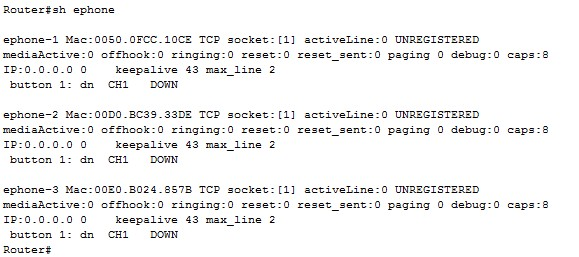 Router#sh ephone
ephone-1 Mac:0050.0FCC.10CE TCP socket:[1] activeLine:0 UNREGISTERED
mediaActive:0 offhook:0 ringing:0 reset:0 reset_sent:0 paging 0 debug:0 caps:8
IP:0.0.0.0 0    keepalive 43 max_line 2
 button 1: dn  CH1   DOWN
ephone-2 Mac:00D0.BC39.33DE TCP socket:[1] activeLine:0 UNREGISTERED
mediaActive:0 offhook:0 ringing:0 reset:0 reset_sent:0 paging 0 debug:0 caps:8
IP:0.0.0.0 0    keepalive 43 max_line 2
 button 1: dn  CH1   DOWN
ephone-3 Mac:00E0.B024.857B TCP socket:[1] activeLine:0 UNREGISTERED
mediaActive:0 offhook:0 ringing:0 reset:0 reset_sent:0 paging 0 debug:0 caps:8
IP:0.0.0.0 0    keepalive 43 max_line 2
 button 1: dn  CH1   DOWN
Router#